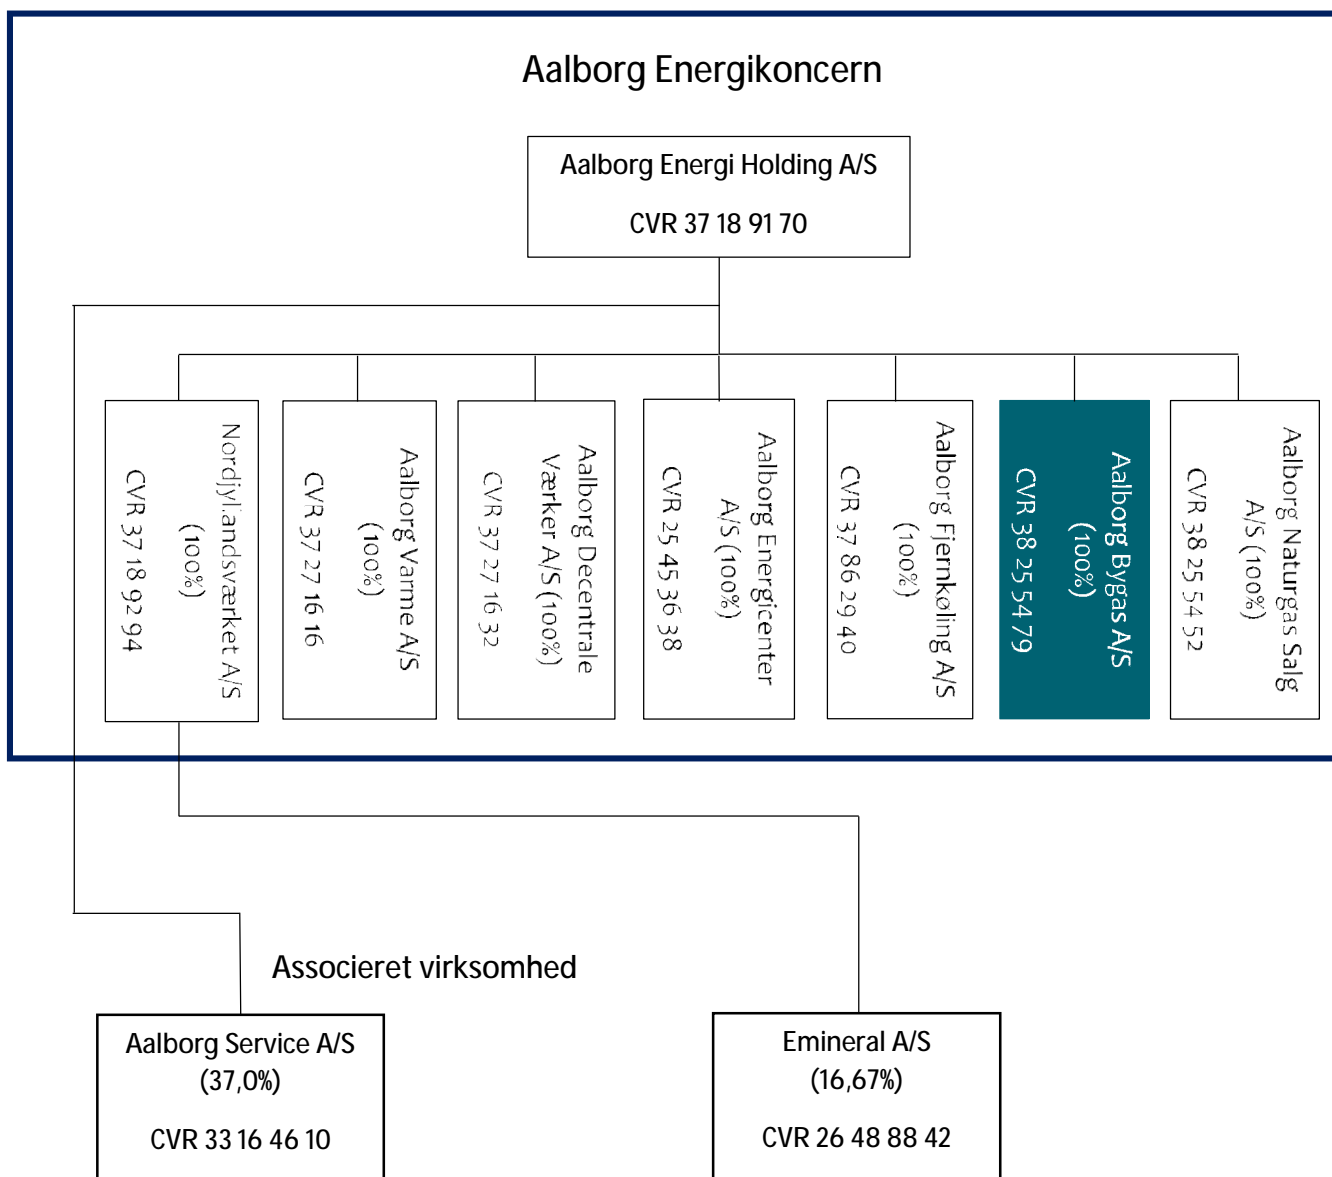 Aalborg Energikoncern
Aalborg Energi Holding A/S
CVR 37 18 91 70
Nordjyllandsværket A/S
(100%)
CVR 37 18 92 94
Aalborg Varme A/S
(100%)
CVR 37 27 16 16
Aalborg Decentrale
Værker A/S (100%)
CVR 37 27 16 32
Aalborg Energicenter
A/S (100%)
CVR 25 45 36 38
Aalborg Fjernkøling A/S
(100%)
CVR 37 86 29 40
Aalborg Bygas A/S
(100%)
CVR 38 25 54 79
Aalborg Naturgas Salg
A/S (100%)
CVR 38 25 54 52
Associeret virksomhed
Aalborg Service A/S
(37,0%)
CVR 33 16 46 10
Emineral A/S
(16,67%)
CVR 26 48 88 42